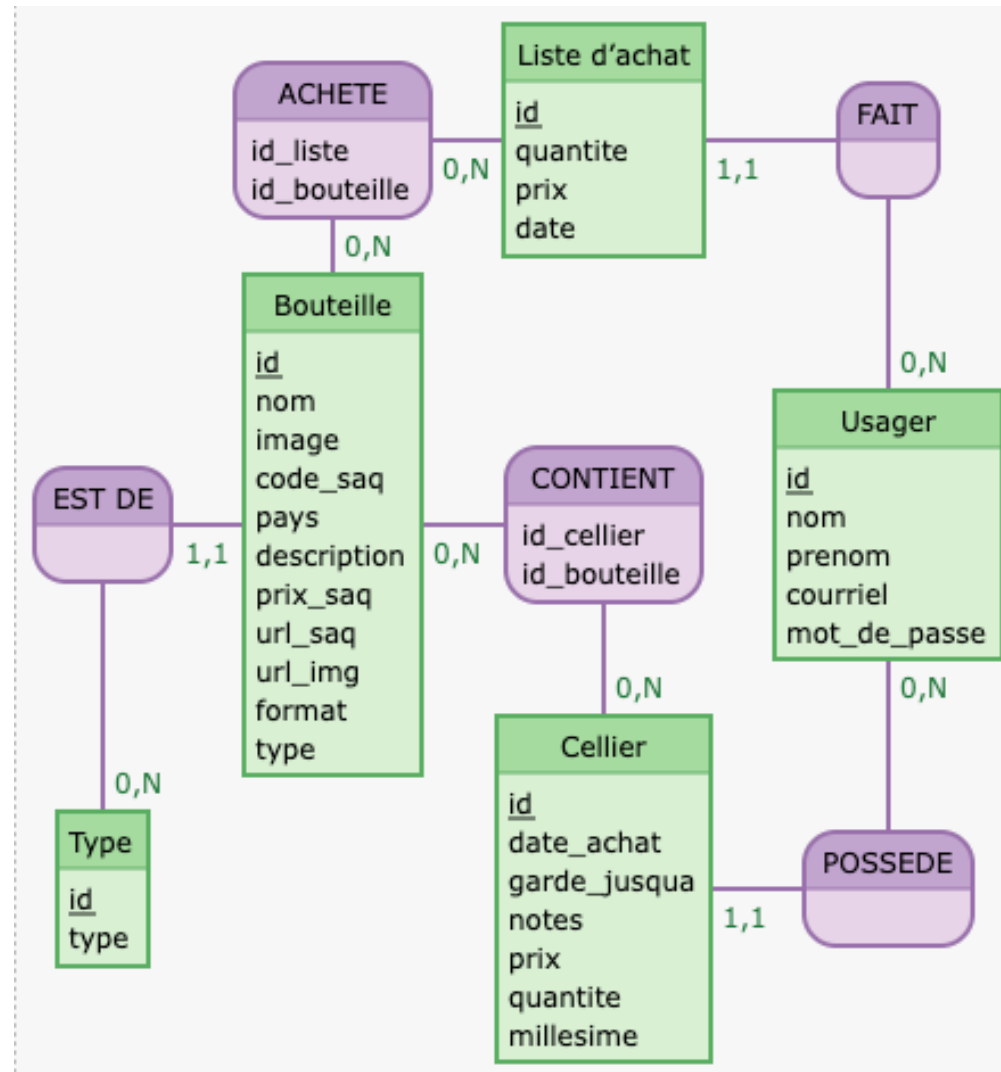 ACHETE
id_liste
id_bouteille
0,N
0,N
Liste d’achat
id
quantite
prix
date
1,1
FAIT
0,N
Bouteille
id
nom
image
code_saq
pays
description
prix_saq
url_saq
url_img
format
type
EST DE
1,1
0,N
CONTIENT
id_cellier
id_bouteille
0,N
Usager
id
nom
prenom
courriel
mot_de_passe
0,N
Type
id
type
0,N
Cellier
id
date_achat
garde_jusqua
notes
prix
quantite
millesime
1,1
POSSEDE